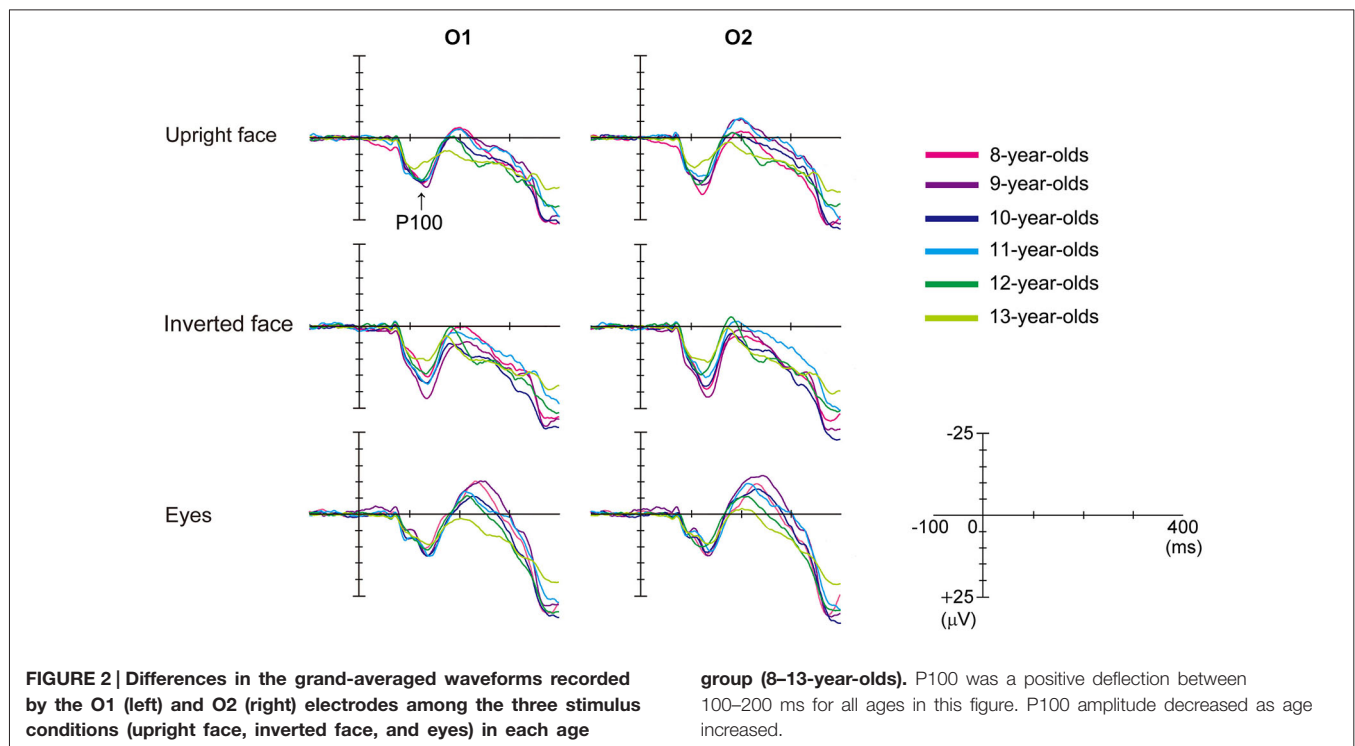 O1
O2
Upright face
P100
Inverted face
Eyes
8-year-olds
9-year-olds
10-year-olds
11-year-olds
12-year-olds
13-year-olds
-25
-100
0
400
(ms)
+25
(μV)
FIGURE 2 | Differences in the grand-averaged waveforms recorded
by the O1 (left) and O2 (right) electrodes among the three stimulus
conditions (upright face, inverted face, and eyes) in each age
group (8–13-year-olds). P100 was a positive deflection between
100–200 ms for all ages in this figure. P100 amplitude decreased as age
increased.